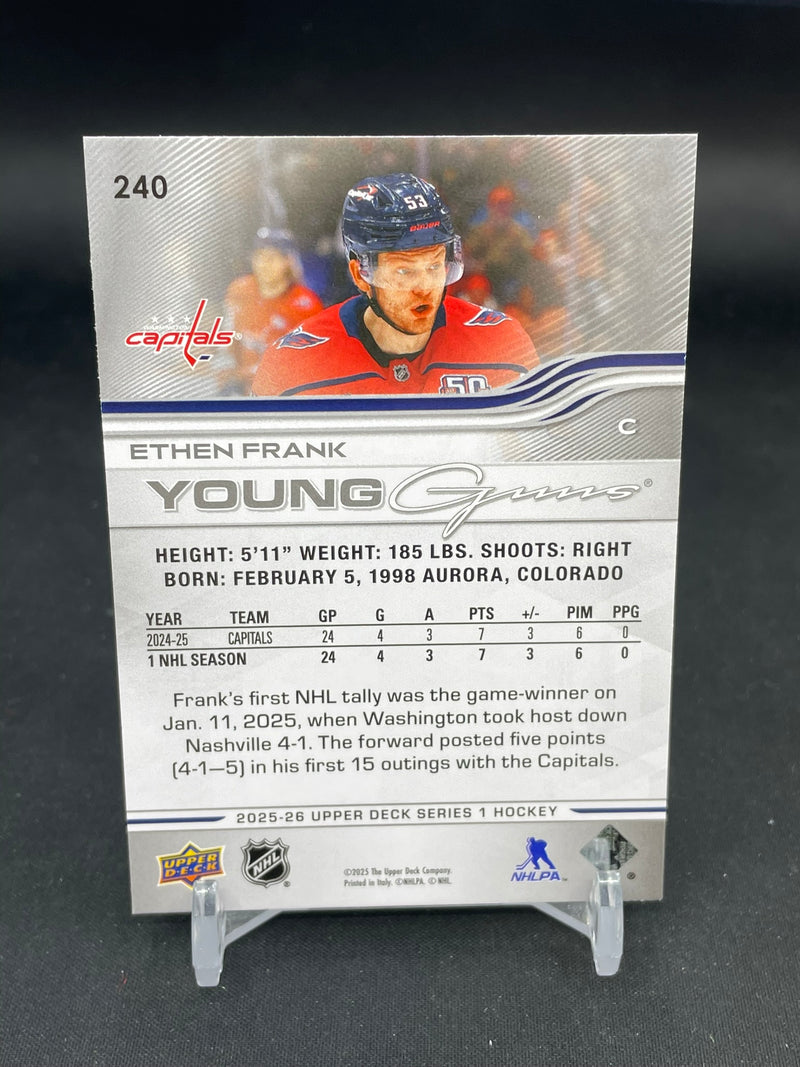 240
53
BAUER
WASHINGTON
capitals®
50
C
ETHEN FRANK
YOUNG Guns®
HEIGHT: 5'11” WEIGHT: 185 LBS. SHOOTS: RIGHT
BORN: FEBRUARY 5, 1998 AURORA, COLORADO
YEAR TEAM GP G A PTS +/- PIM PPG
2024-25 CAPITALS 24 4 3 7 3 6 0
1 NHL SEASON 24 4 3 7 3 6 0
Frank's first NHL tally was the game-winner on
Jan. 11, 2025, when Washington took host down
Nashville 4-1. The forward posted five points
(4-1—5) in his first 15 outings with the Capitals.
2025-26 UPPER DECK SERIES 1 HOCKEY
UPPER
D·E·C·K
NHL®
©2025 The Upper Deck Company.
Printed in Italy. ©NHLPA. © NHL.
NHLPA™
®